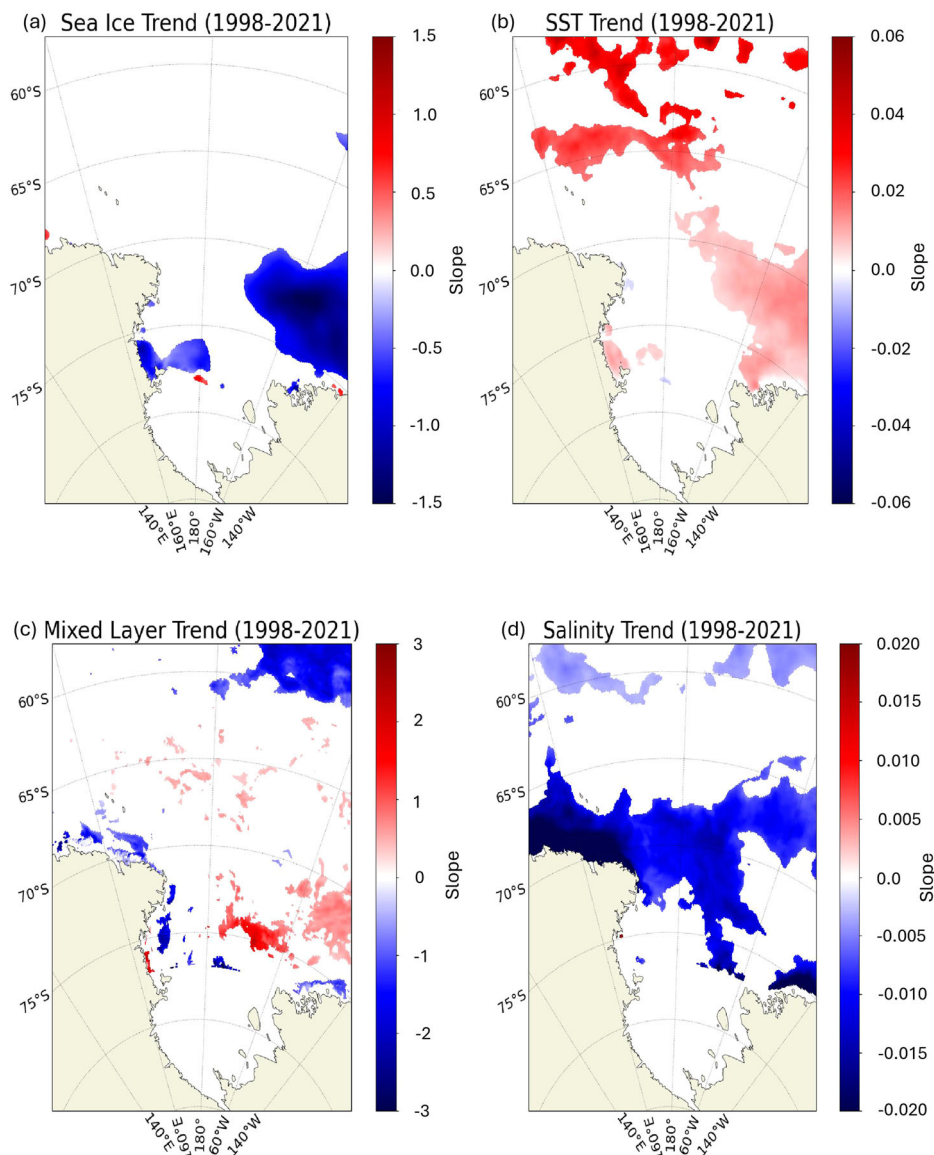 (a) Sea Ice Trend (1998-2021)
60°S
65°S
70°S
75°S
140°E
160°E
180°
160°W
140°W
1.5
1.0
0.5
0.0
-0.5
-1.0
-1.5
Slope
(b) SST Trend (1998-2021)
60°S
65°S
70°S
75°S
140°E
160°E
180°
160°W
140°W
0.06
0.04
0.02
0.0
-0.02
-0.04
-0.06
Slope
(c) Mixed Layer Trend (1998-2021)
60°S
65°S
70°S
75°S
140°E
160°E
180°
160°W
140°W
3
2
1
0
-1
-2
-3
Slope
(d) Salinity Trend (1998-2021)
60°S
65°S
70°S
75°S
140°E
160°E
180°
160°W
140°W
0.020
0.015
0.010
0.005
0.0
-0.005
-0.010
-0.015
-0.020
Slope